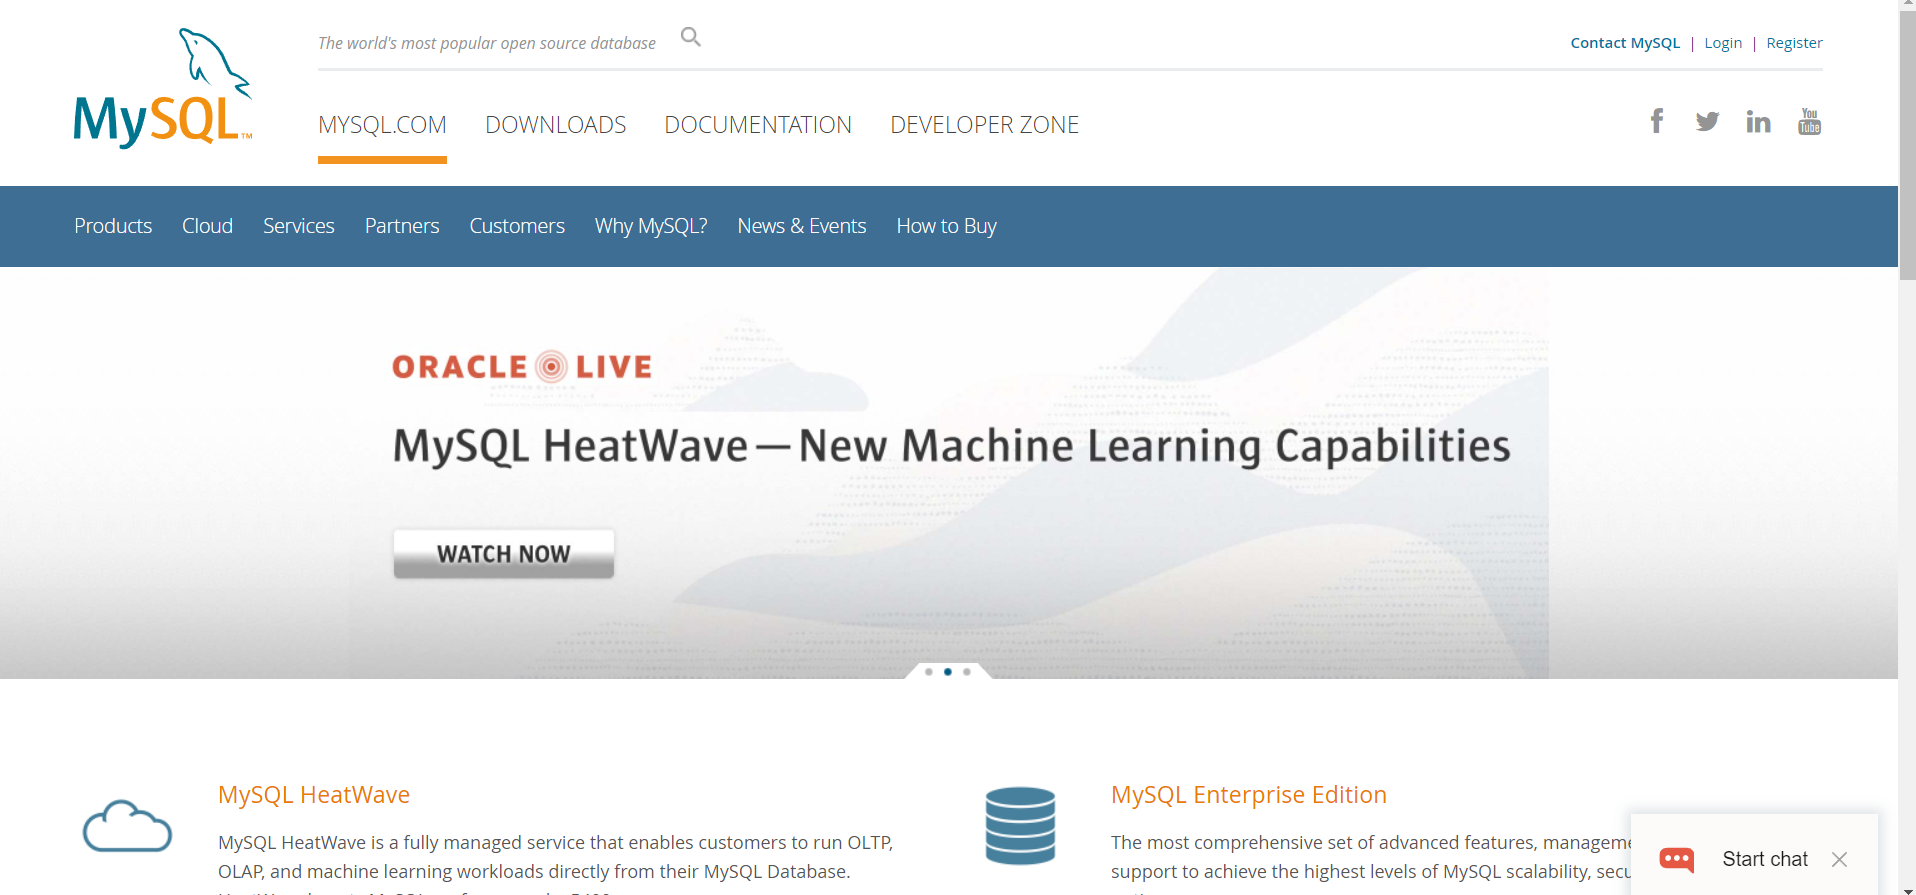 The world's most popular open source database
Contact MySQL | Login | Register
MySQL™
MYSQL.COM DOWNLOADS DOCUMENTATION DEVELOPER ZONE
You
Tube
Products Cloud Services Partners Customers Why MySQL? News & Events How to Buy
ORACLE LIVE
MySQL HeatWave—New Machine Learning Capabilities
WATCH NOW
MySQL HeatWave
MySQL HeatWave is a fully managed service that enables customers to run OLTP,
OLAP, and machine learning workloads directly from their MySQL Database.
MySQL Enterprise Edition
The most comprehensive set of advanced features, manageme
support to achieve the highest levels of MySQL scalability, secu
Start chat